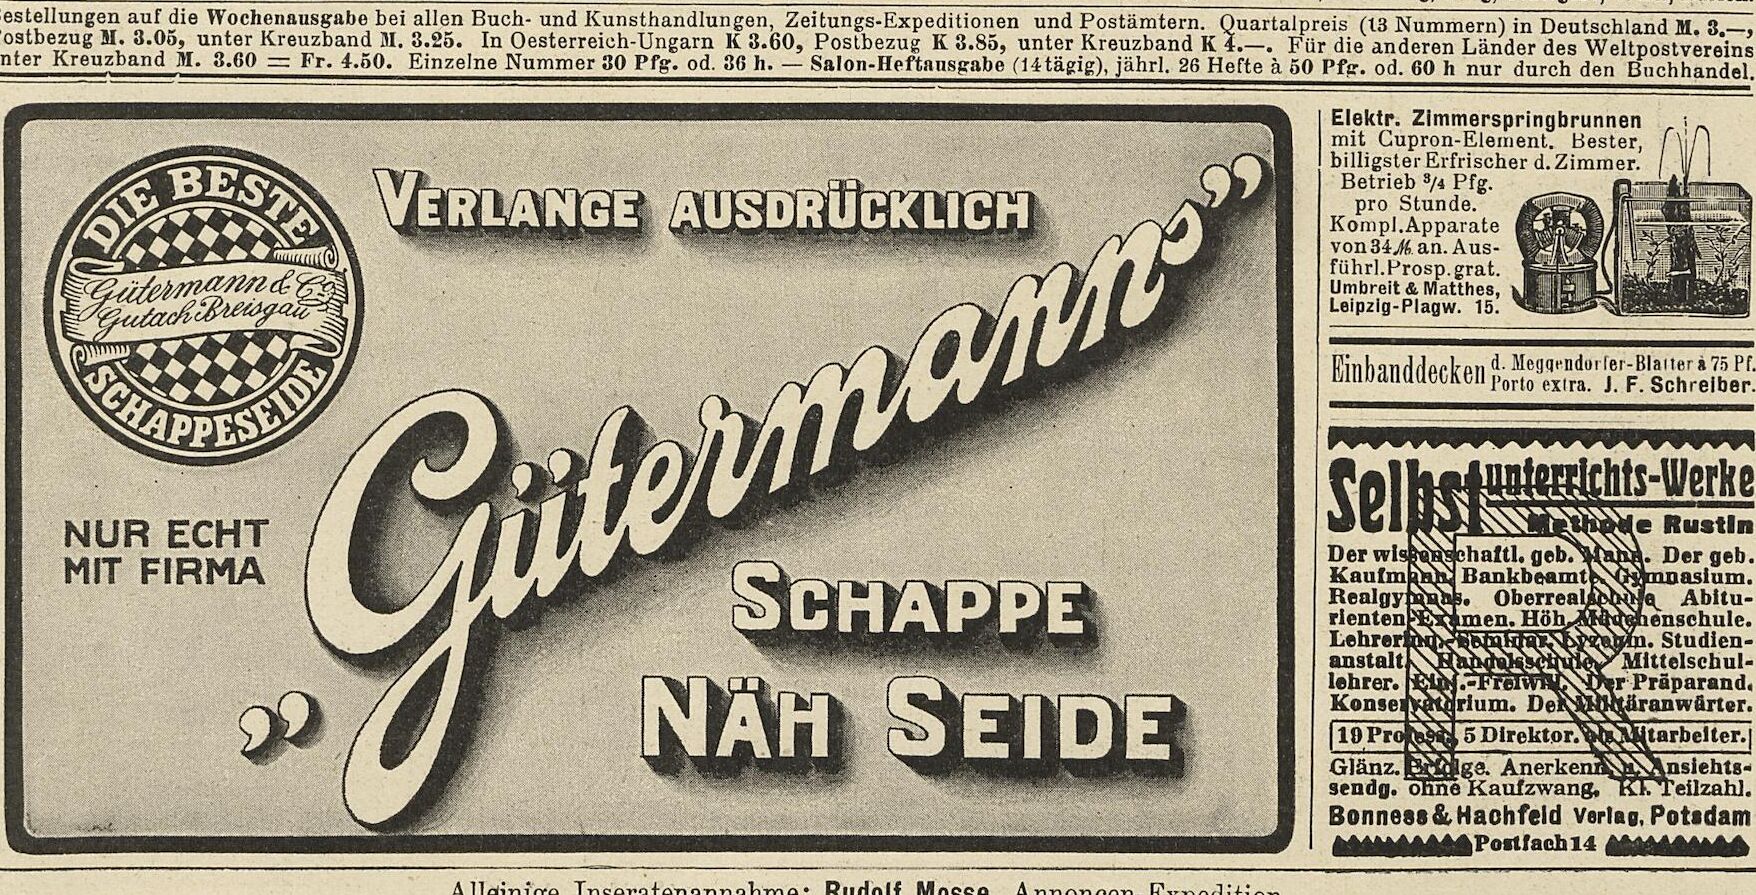 estellungen auf die Wochenausgabe bei allen Buch- und Kunsthandlungen, Zeitungs-Expeditionen und Postämtern. Quartalpreis (13 Nummern) in Deutschland M. 3.—,
ostbezug M. 3.05, unter Kreuzband M. 3.25. In Oesterreich-Ungarn K 3.60, Postbezug K 3.85, unter Kreuzband K 4.—. Für die anderen Länder des Weltpostvereins
nter Kreuzband M. 3.60 = Fr. 4.50. Einzelne Nummer 30 Pfg. od. 36 h. — Salon-Heftausgabe (14tägig), jährl. 26 Hefte à 50 Pfg. od. 60 h nur durch den Buchhandel.
DIE BESTE
Gütermann & Co
Gutach Breisgau
SCHAPPESEIDE
NUR ECHT
MIT FIRMA
VERLANGE AUSDRÜCKLICH
„Gütermann's”
SCHAPPE
NÄH SEIDE
Elektr. Zimmerspringbrunnen
mit Cupron-Element. Bester,
billigster Erfrischer d. Zimmer.
Betrieb 3/4 Pfg.
pro Stunde.
Kompl. Apparate
von 34 M. an. Aus-
führl. Prosp. grat.
Umbreit & Matthes,
Leipzig-Plagw. 15.
Einbanddecken d. Meggendorfer-Blätter à 75 Pf.
Porto extra. J. F. Schreiber.
Selbstunterrichts-Werke
Methode Rustin
Der wissenschaftl. geb. Mann. Der geb.
Kaufmann. Bankbeamte. Gymnasium.
Realgymnas. Oberrealschule Abitu-
rienten-Examen. Höh. Mädchenschule.
Lehrerinn.-Seminar. Lyzeum. Studien-
anstalt. Handelsschule. Mittelschul-
lehrer. Einj.-Freiwill. Der Präparand.
Konservatorium. Der Militäranwärter.
19 Profess. 5 Direktor. als Mitarbeiter.
Glänz. Erfolge. Anerkenn. u. Ansichts-
sendg. ohne Kaufzwang. Kl. Teilzahl.
Bonness & Hachfeld Verlag, Potsdam
Postfach 14
Alleinige Inseratenannahme: Rudolf Mosse, Annoncen-Expedition